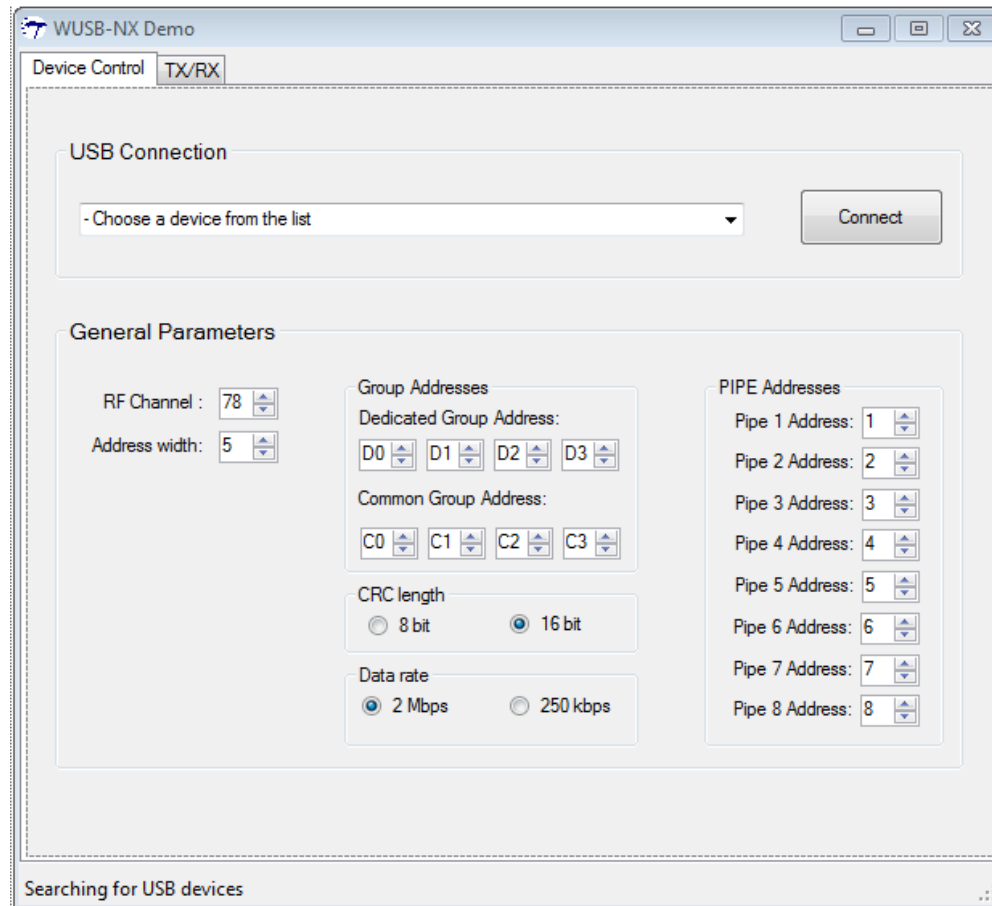 WUSB-NX Demo
Device Control TX/RX
USB Connection
- Choose a device from the list
Connect
General Parameters
RF Channel : 78
Address width: 5
Group Addresses
Dedicated Group Address:
D0 D1 D2 D3
Common Group Address:
C0 C1 C2 C3
CRC length
8 bit 16 bit
Data rate
2 Mbps 250 kbps
PIPE Addresses
Pipe 1 Address: 1
Pipe 2 Address: 2
Pipe 3 Address: 3
Pipe 4 Address: 4
Pipe 5 Address: 5
Pipe 6 Address: 6
Pipe 7 Address: 7
Pipe 8 Address: 8
Searching for USB devices